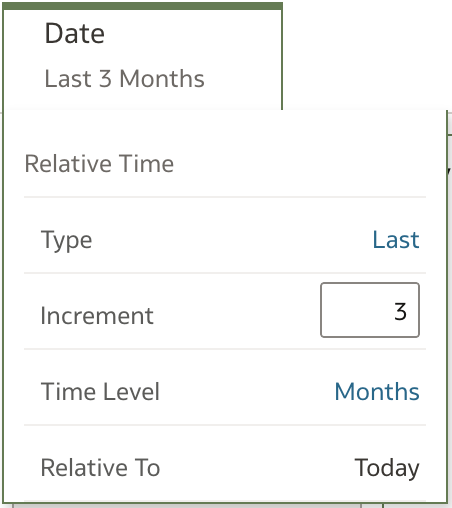 Date
Last 3 Months
Relative Time
Type Last
Increment 3
Time Level Months
Relative To Today